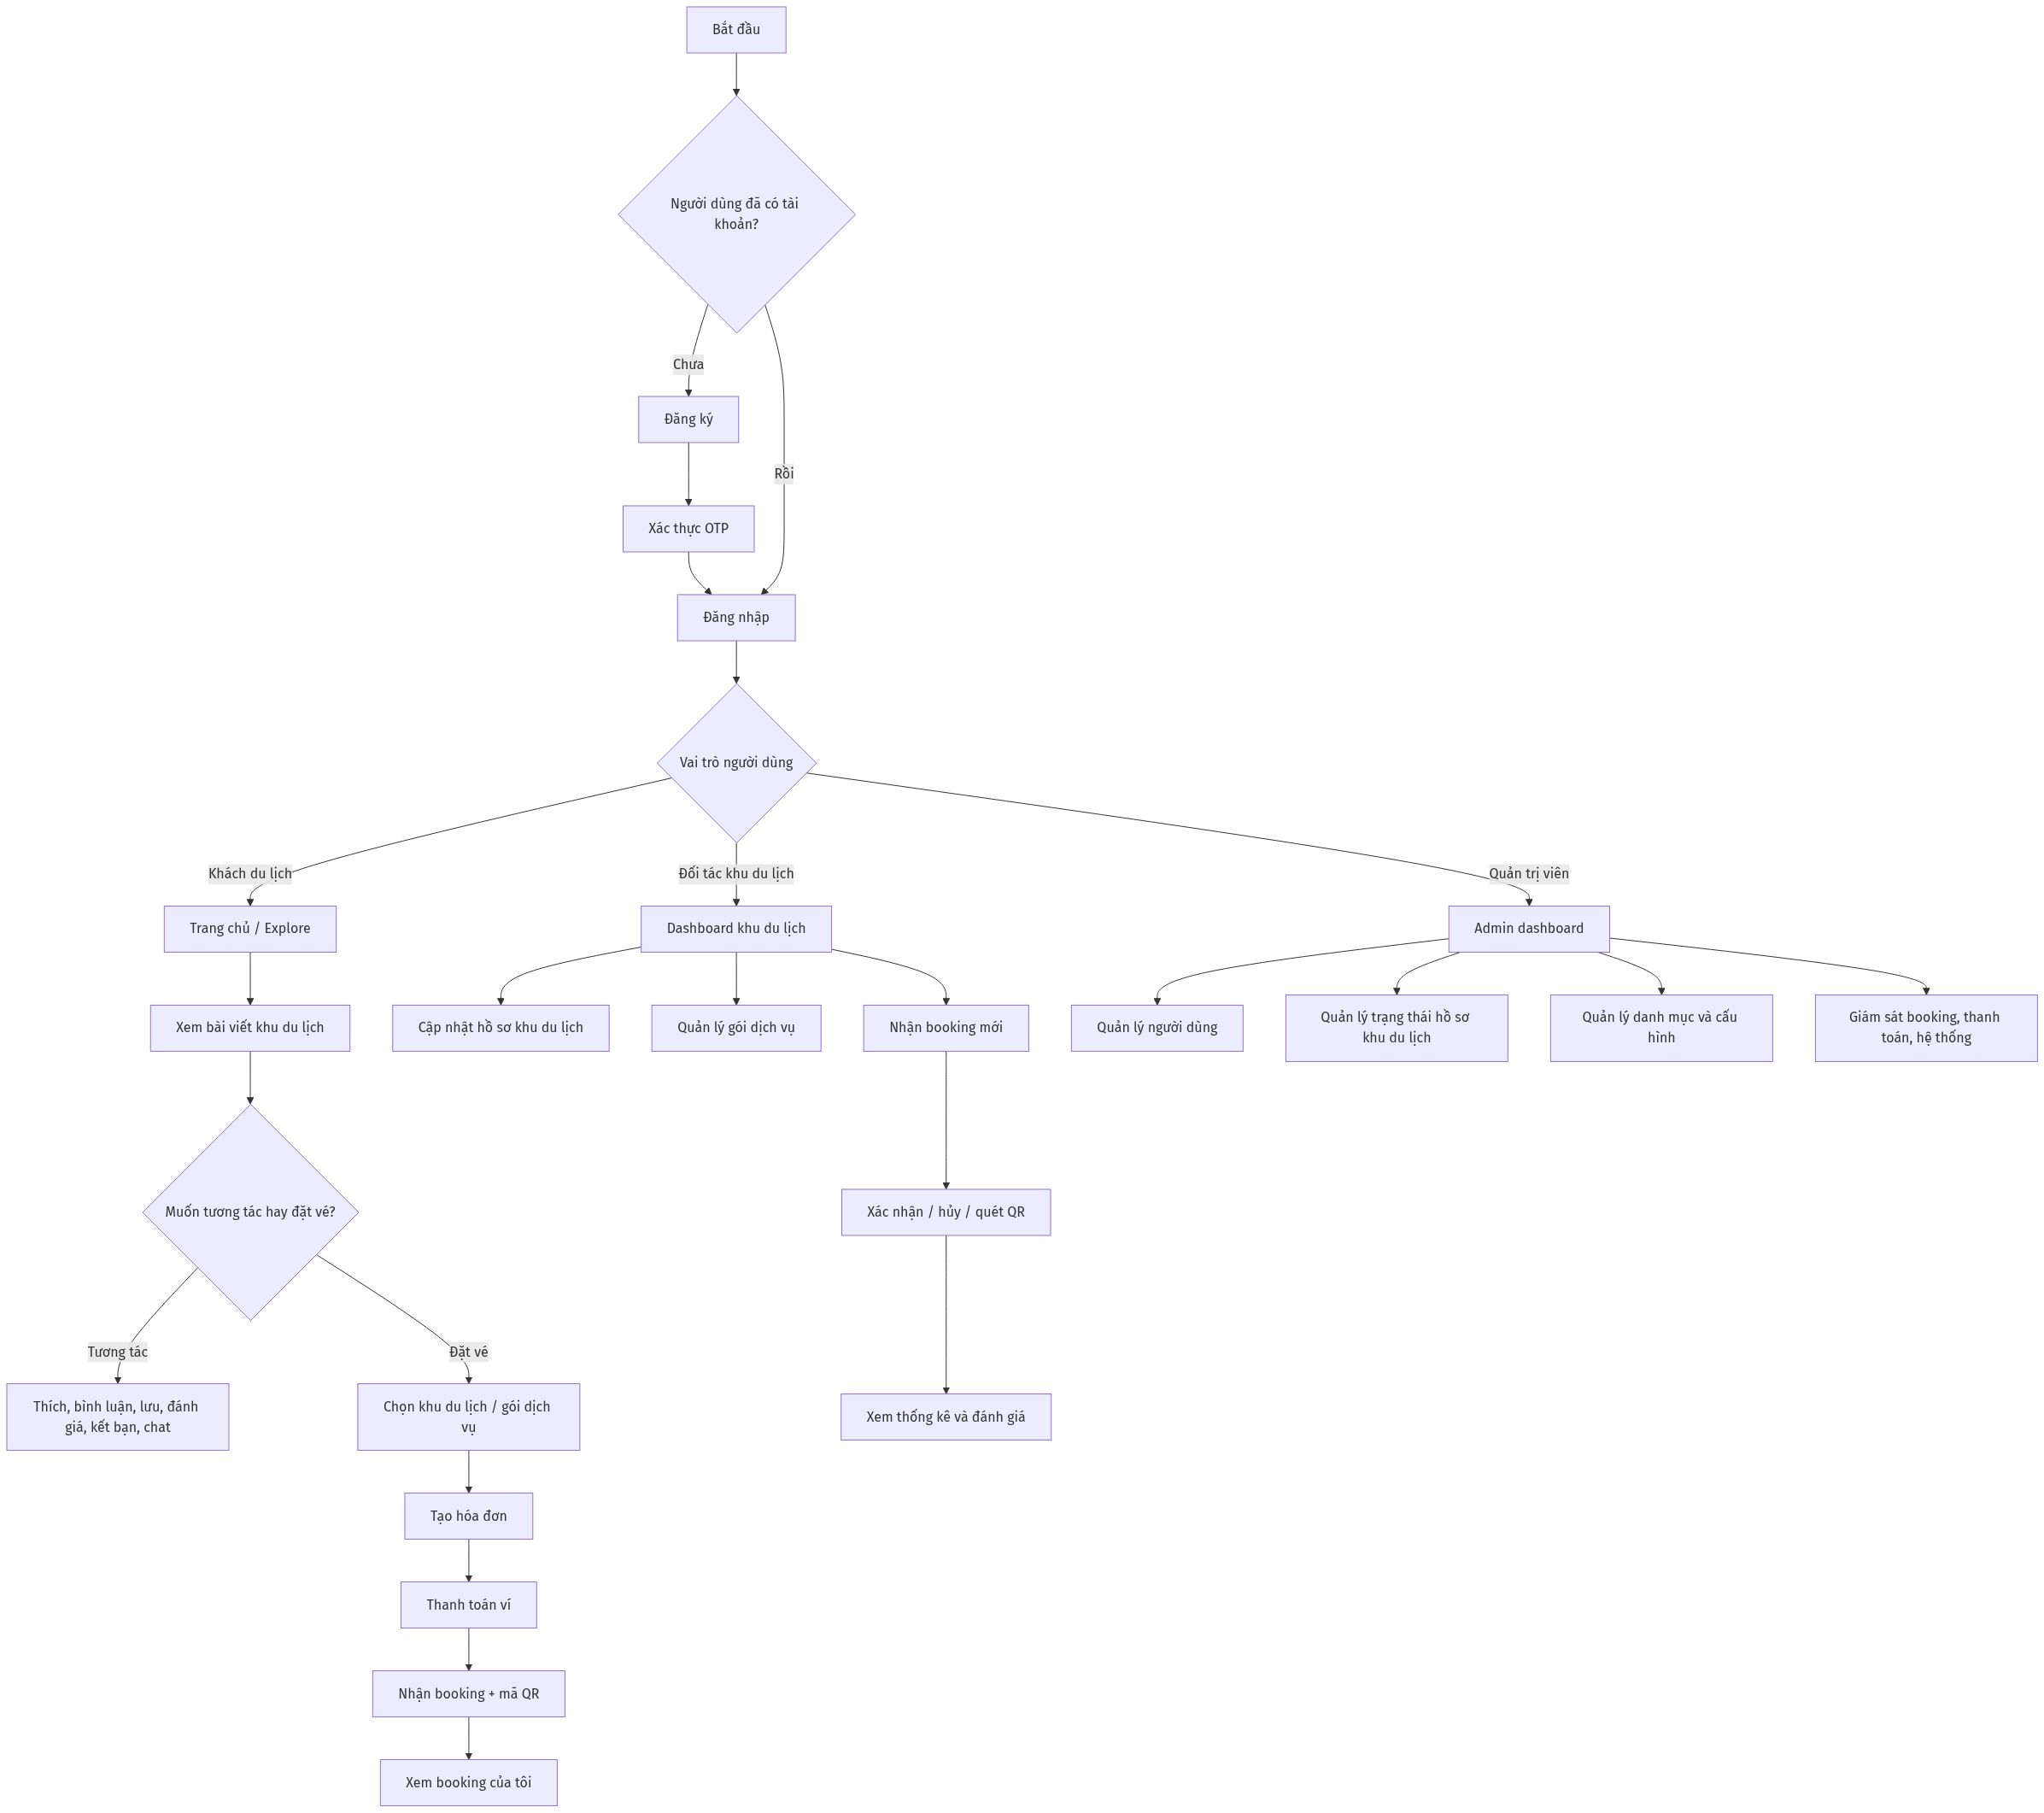 Bắt đầu
Người dùng đã có tài
khoản?
Chưa
Đăng ký
Rồi
Xác thực OTP
Đăng nhập
Vai trò người dùng
Khách du lịch
Đối tác khu du lịch
Quản trị viên
Trang chủ / Explore
Dashboard khu du lịch
Admin dashboard
Xem bài viết khu du lịch
Cập nhật hồ sơ khu du lịch
Quản lý gói dịch vụ
Nhận booking mới
Quản lý người dùng
Quản lý trạng thái hồ sơ
khu du lịch
Quản lý danh mục và cấu
hình
Giám sát booking, thanh
toán, hệ thống
Muốn tương tác hay đặt vé?
Xác nhận / hủy / quét QR
Tương tác
Đặt vé
Thích, bình luận, lưu, đánh
giá, kết bạn, chat
Chọn khu du lịch / gói dịch
vụ
Xem thống kê và đánh giá
Tạo hóa đơn
Thanh toán ví
Nhận booking + mã QR
Xem booking của tôi